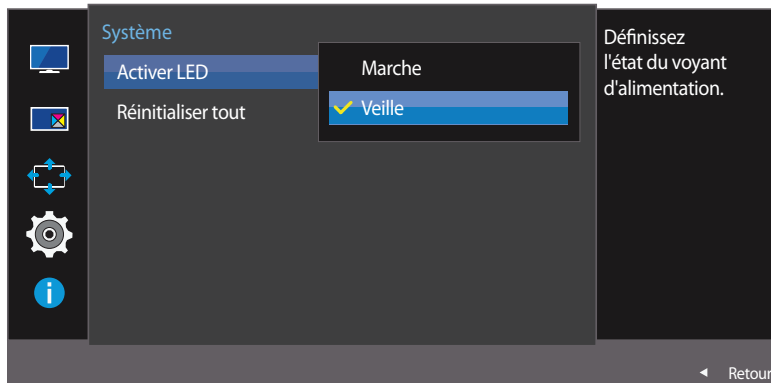 Système
Activer LED
Marche
Réinitialiser tout
Veille
Définissez
l'état du voyant
d'alimentation.
Retour